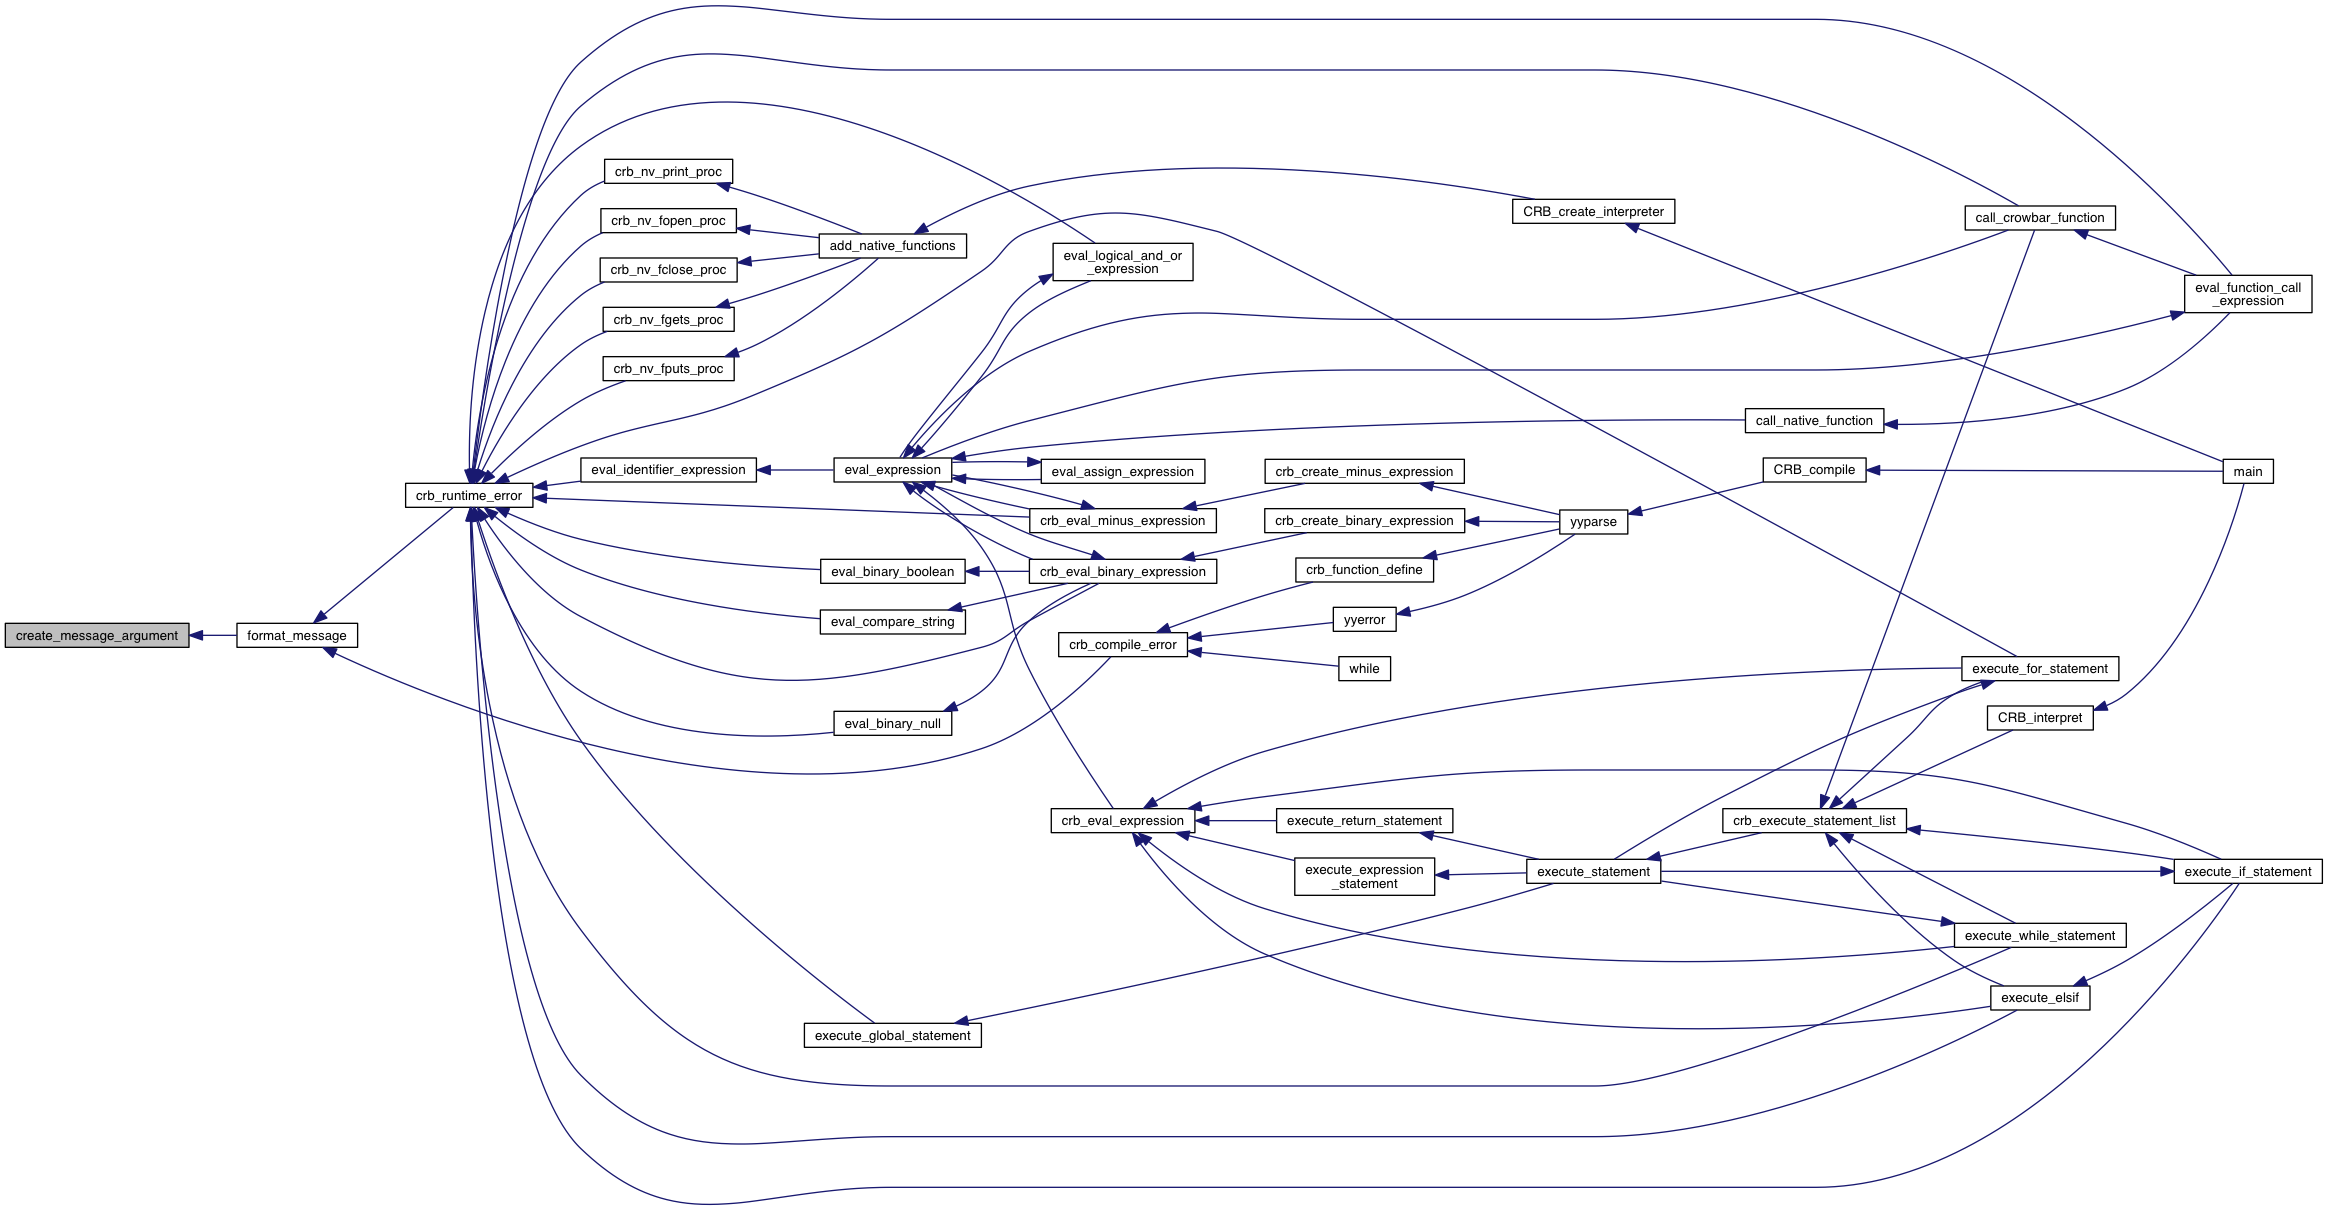 crb_nv_print_proc
crb_nv_fopen_proc
crb_nv_fclose_proc
crb_nv_fgets_proc
crb_nv_fputs_proc
add_native_functions
CRB_create_interpreter
call_crowbar_function
eval_logical_and_or
_expression
eval_function_call
_expression
call_native_function
eval_identifier_expression
eval_expression
eval_assign_expression
crb_create_minus_expression
CRB_compile
main
crb_runtime_error
crb_eval_minus_expression
crb_create_binary_expression
yyparse
eval_binary_boolean
crb_eval_binary_expression
crb_function_define
eval_compare_string
yyerror
create_message_argument
format_message
crb_compile_error
while
execute_for_statement
eval_binary_null
CRB_interpret
crb_eval_expression
execute_return_statement
crb_execute_statement_list
execute_expression
_statement
execute_statement
execute_if_statement
execute_while_statement
execute_elsif
execute_global_statement